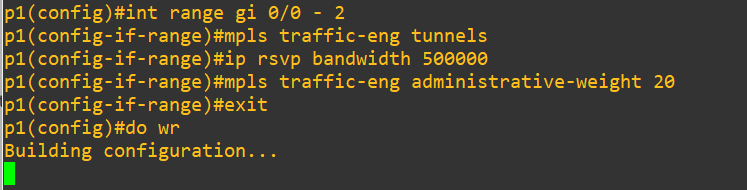 p1(config)#int range gi 0/0 - 2
p1(config-if-range)#mpls traffic-eng tunnels
p1(config-if-range)#ip rsvp bandwidth 500000
p1(config-if-range)#mpls traffic-eng administrative-weight 20
p1(config-if-range)#exit
p1(config)#do wr
Building configuration...